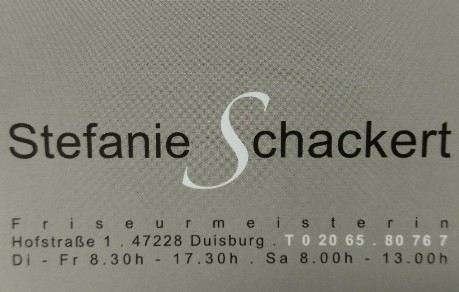 Stefanie Schackert
Friseurmeisterin
Hofstraße 1 . 47228 Duisburg . T 0 20 65 . 80 76 7
Di - Fr 8.30h - 17.30h . Sa 8.00h - 13.00h